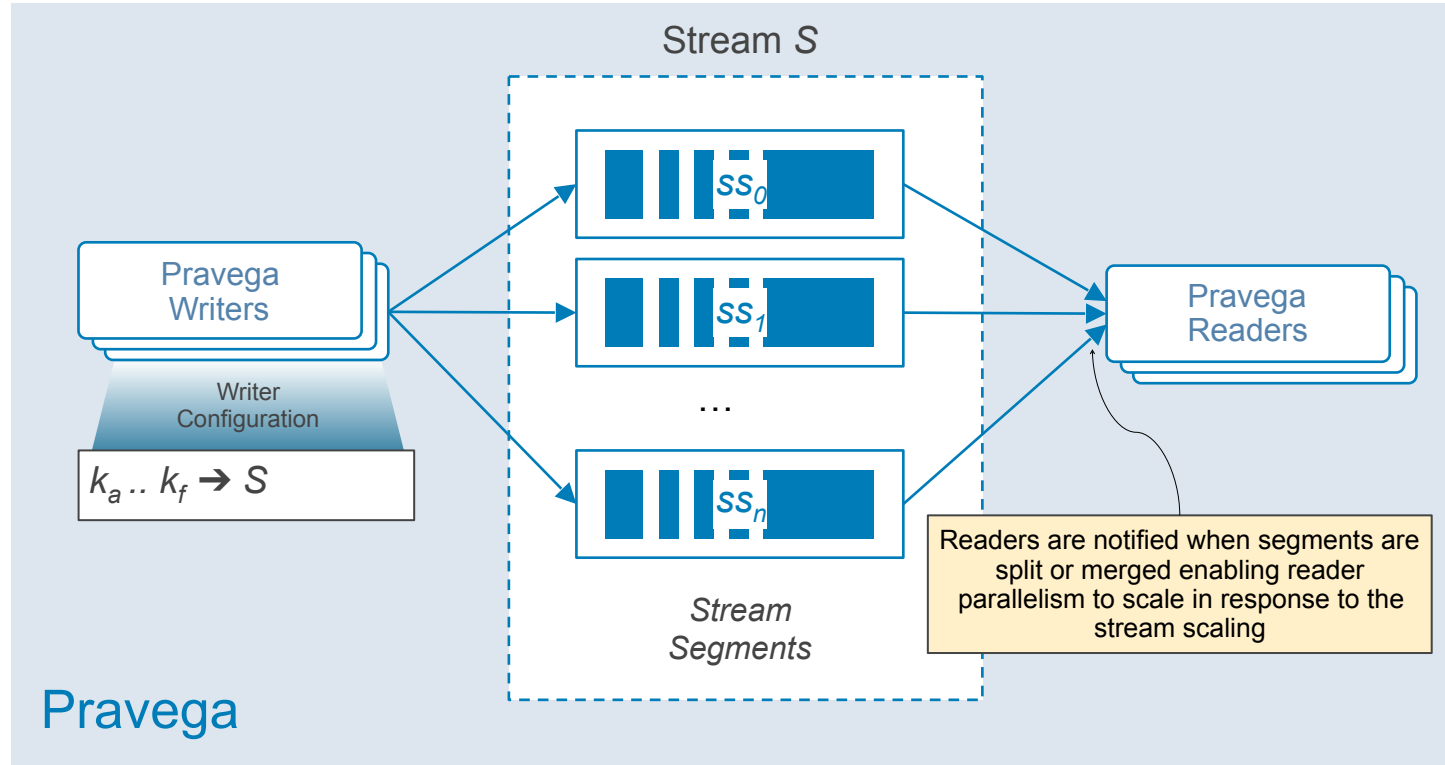 Stream S
ss0
Pravega
Writers
ss1
Pravega
Readers
Writer
Configuration
...
ka .. kf ➔ S
ssn
Readers are notified when segments are
split or merged enabling reader
parallelism to scale in response to the
stream scaling
Stream
Segments
Pravega